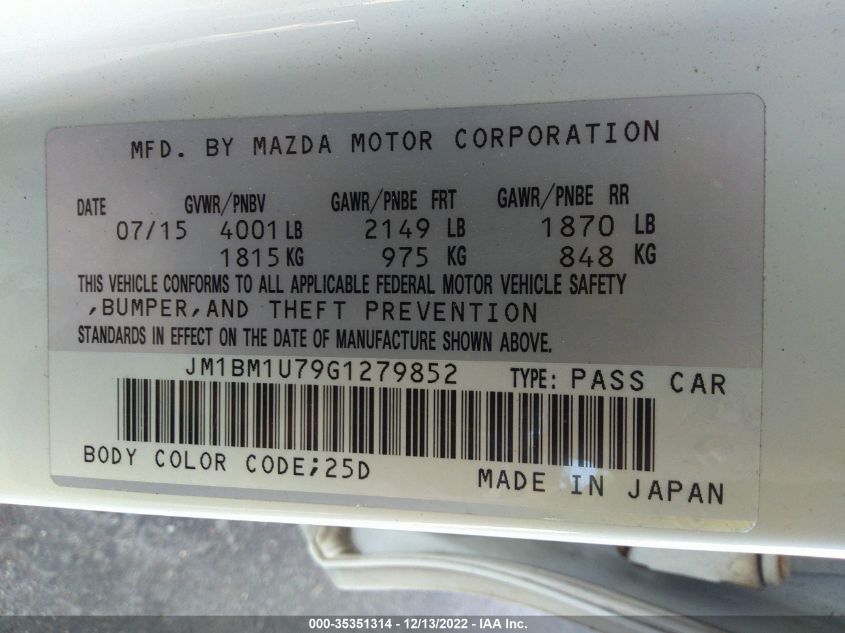 MFD. BY MAZDA MOTOR CORPORATION
DATE GVWR/PNBV GAWR/PNBE FRT GAWR/PNBE RR
07/15 4001 LB 2149 LB 1870 LB
1815 KG 975 KG 848 KG
THIS VEHICLE CONFORMS TO ALL APPLICABLE FEDERAL MOTOR VEHICLE SAFETY
,BUMPER,AND THEFT PREVENTION
STANDARDS IN EFFECT ON THE DATE OF MANUFACTURE SHOWN ABOVE.
JM1BM1U79G1279852 TYPE: PASS CAR
BODY COLOR CODE;25D MADE IN JAPAN
000-35351314 - 12/13/2022 - IAA Inc.